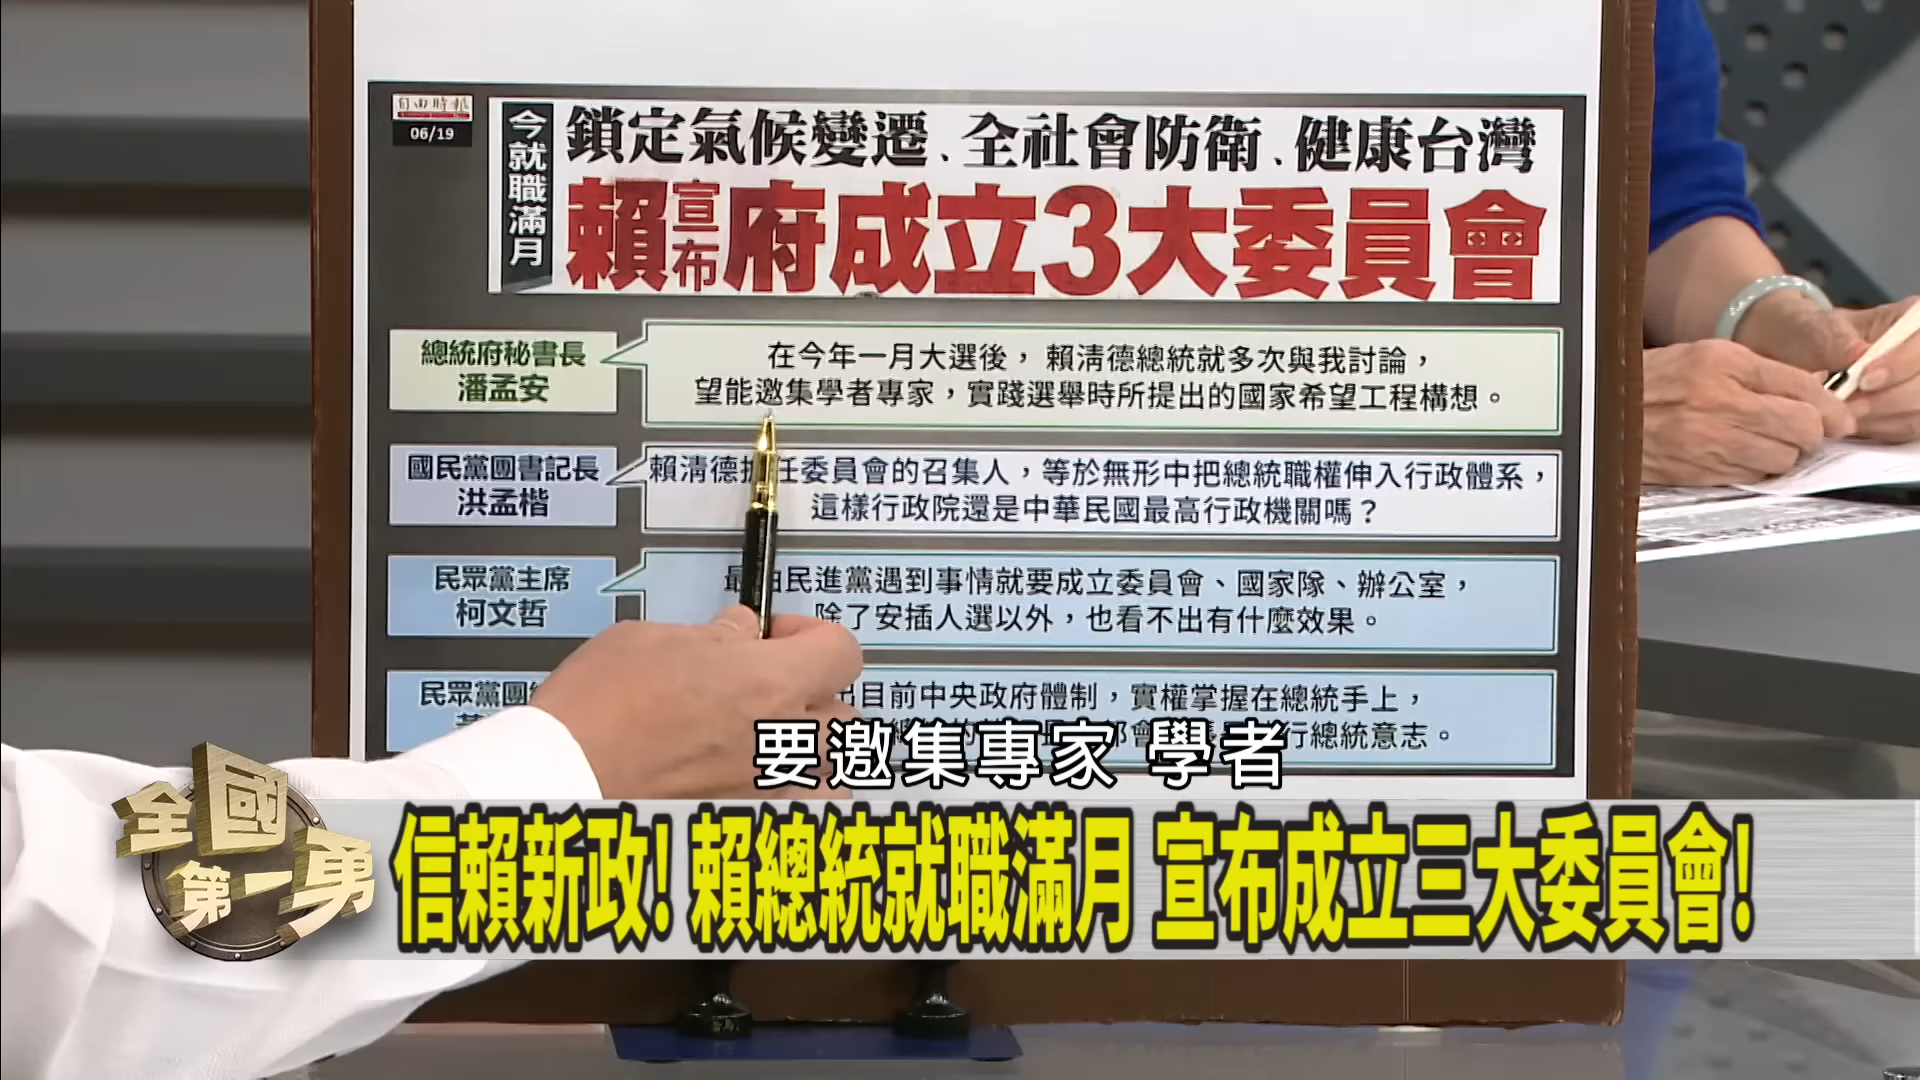 自由時報
06/19
今就職滿月
鎖定氣候變遷、全社會防衛、健康台灣
賴宣布府成立3大委員會
總統府秘書長
潘孟安
在今年一月大選後，賴清德總統就多次與我討論，
望能邀集學者專家，實踐選舉時所提出的國家希望工程構想。
國民黨團書記長
洪孟楷
賴清德擔任委員會的召集人，等於無形中把總統職權伸入行政體系，
這樣行政院還是中華民國最高行政機關嗎？
民眾黨主席
柯文哲
民進黨遇到事情就要成立委員會、國家隊、辦公室，
除了安插人選以外，也看不出有什麼效果。
民眾黨團
出目前中央政府體制，實權掌握在總統手上，
行總統意志。
要邀集專家 學者
全國第一勇
信賴新政!賴總統就職滿月 宣布成立三大委員會!